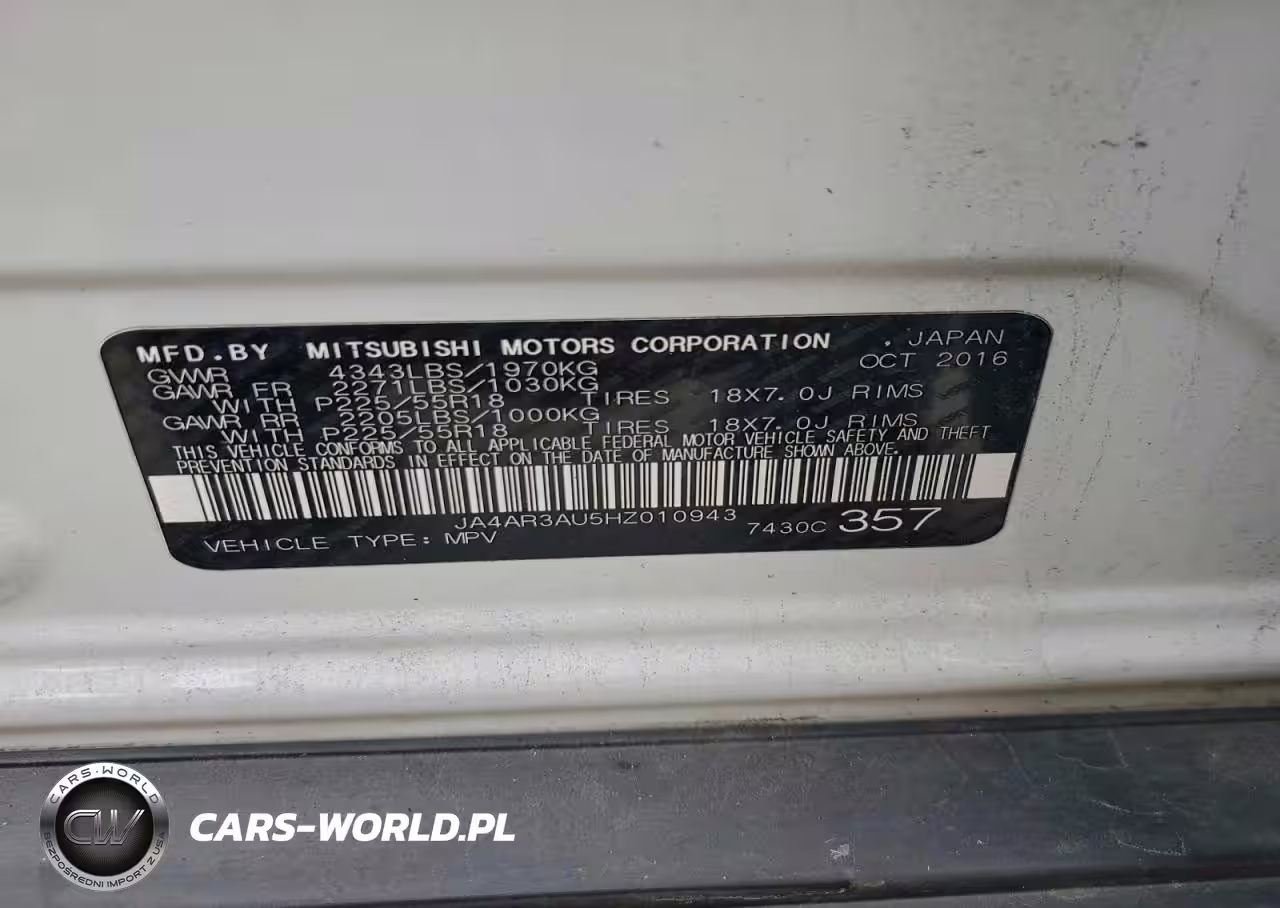 MFD.BY MITSUBISHI MOTORS CORPORATION , JAPAN
GVWR 4343LBS/1970KG OCT 2016
GAWR FR 2271LBS/1030KG
WITH P225/55R18 TIRES 18X7.0J RIMS
GAWR RR 2205LBS/1000KG
WITH P225/55R18 TIRES 18X7.0J RIMS
THIS VEHICLE CONFORMS TO ALL APPLICABLE FEDERAL MOTOR VEHICLE SAFETY AND THEFT
PREVENTION STANDARDS IN EFFECT ON THE DATE OF MANUFACTURE SHOWN ABOVE.
JA4AR3AU5HZ010943
VEHICLE TYPE: MPV 7430C 357
CARS-WORLD
CW
BEZPOŚREDNI IMPORT Z USA
CARS-WORLD.PL